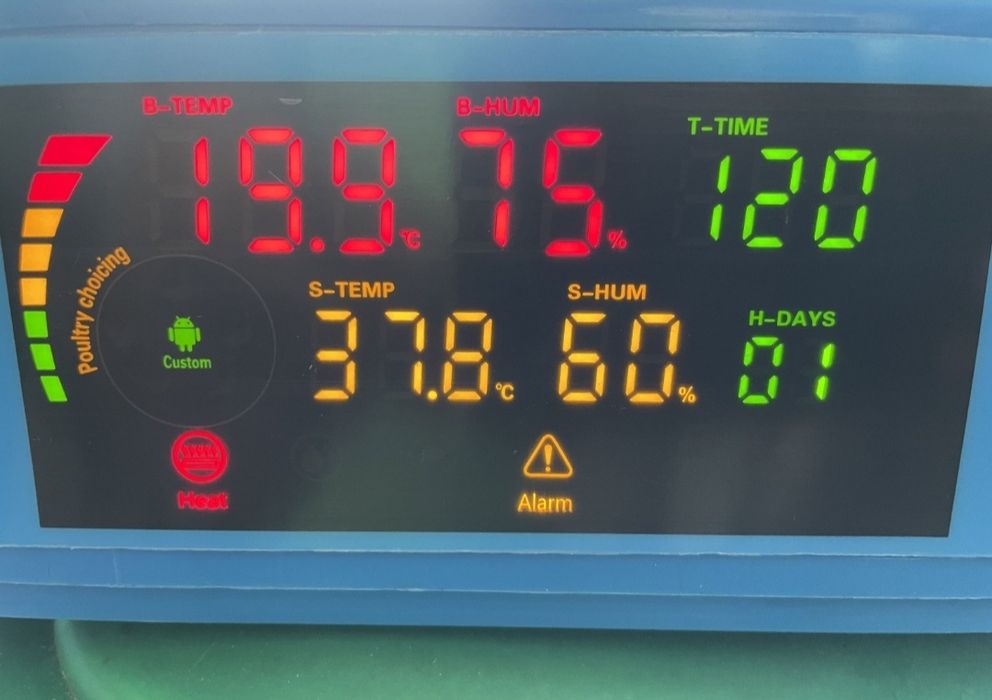 B-TEMP
B-HUM
T-TIME
19.9℃
75%
120
Poultry choicing
S-TEMP
S-HUM
H-DAYS
Custom
37.8℃
60%
01
Heat
Alarm